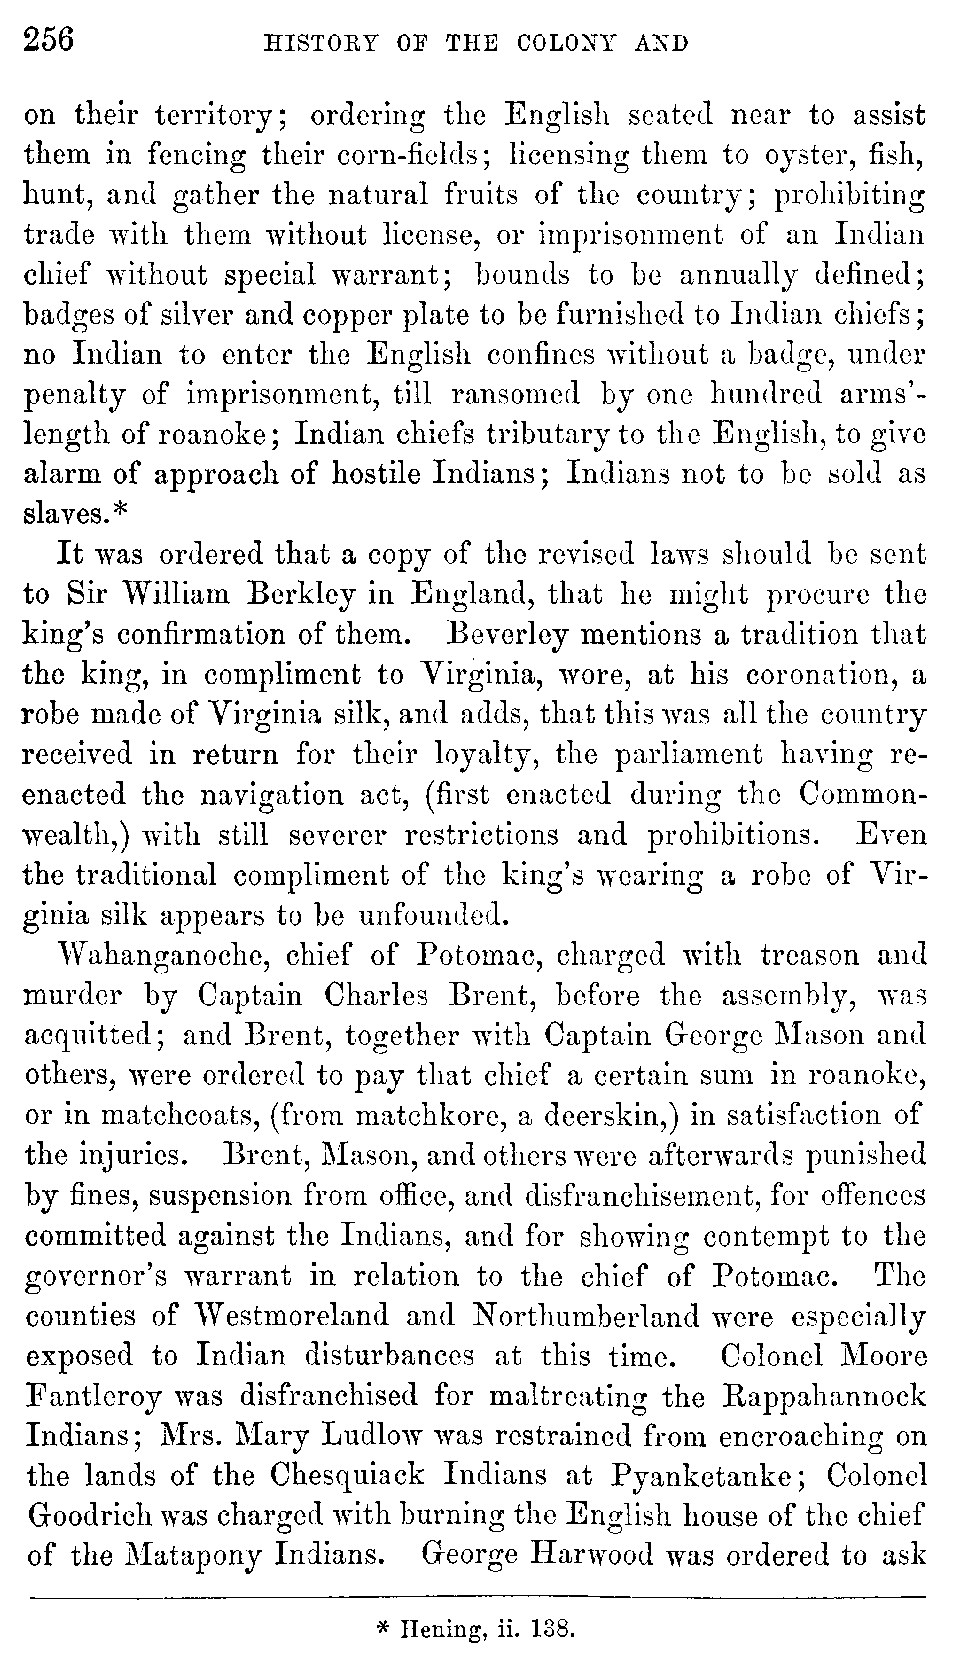 256 HISTORY OF THE COLONY AND
on their territory; ordering the English seated near to assist
them in fencing their corn-fields; licensing them to oyster, fish,
hunt, and gather the natural fruits of the country; prohibiting
trade with them without license, or imprisonment of an Indian
chief without special warrant; bounds to be annually defined;
badges of silver and copper plate to be furnished to Indian chiefs;
no Indian to enter the English confines without a badge, under
penalty of imprisonment, till ransomed by one hundred arms'-
length of roanoke; Indian chiefs tributary to the English, to give
alarm of approach of hostile Indians; Indians not to be sold as
slaves.*
It was ordered that a copy of the revised laws should be sent
to Sir William Berkley in England, that he might procure the
king's confirmation of them. Beverley mentions a tradition that
the king, in compliment to Virginia, wore, at his coronation, a
robe made of Virginia silk, and adds, that this was all the country
received in return for their loyalty, the parliament having re-
enacted the navigation act, (first enacted during the Common-
wealth,) with still severer restrictions and prohibitions. Even
the traditional compliment of the king's wearing a robe of Vir-
ginia silk appears to be unfounded.
Wahanganoche, chief of Potomac, charged with treason and
murder by Captain Charles Brent, before the assembly, was
acquitted; and Brent, together with Captain George Mason and
others, were ordered to pay that chief a certain sum in roanoke,
or in matchcoats, (from matchkore, a deerskin,) in satisfaction of
the injuries. Brent, Mason, and others were afterwards punished
by fines, suspension from office, and disfranchisement, for offences
committed against the Indians, and for showing contempt to the
governor's warrant in relation to the chief of Potomac. The
counties of Westmoreland and Northumberland were especially
exposed to Indian disturbances at this time. Colonel Moore
Fantleroy was disfranchised for maltreating the Rappahannock
Indians; Mrs. Mary Ludlow was restrained from encroaching on
the lands of the Chesquiack Indians at Pyanketanke; Colonel
Goodrich was charged with burning the English house of the chief
of the Matapony Indians. George Harwood was ordered to ask
* Hening, ii. 138.